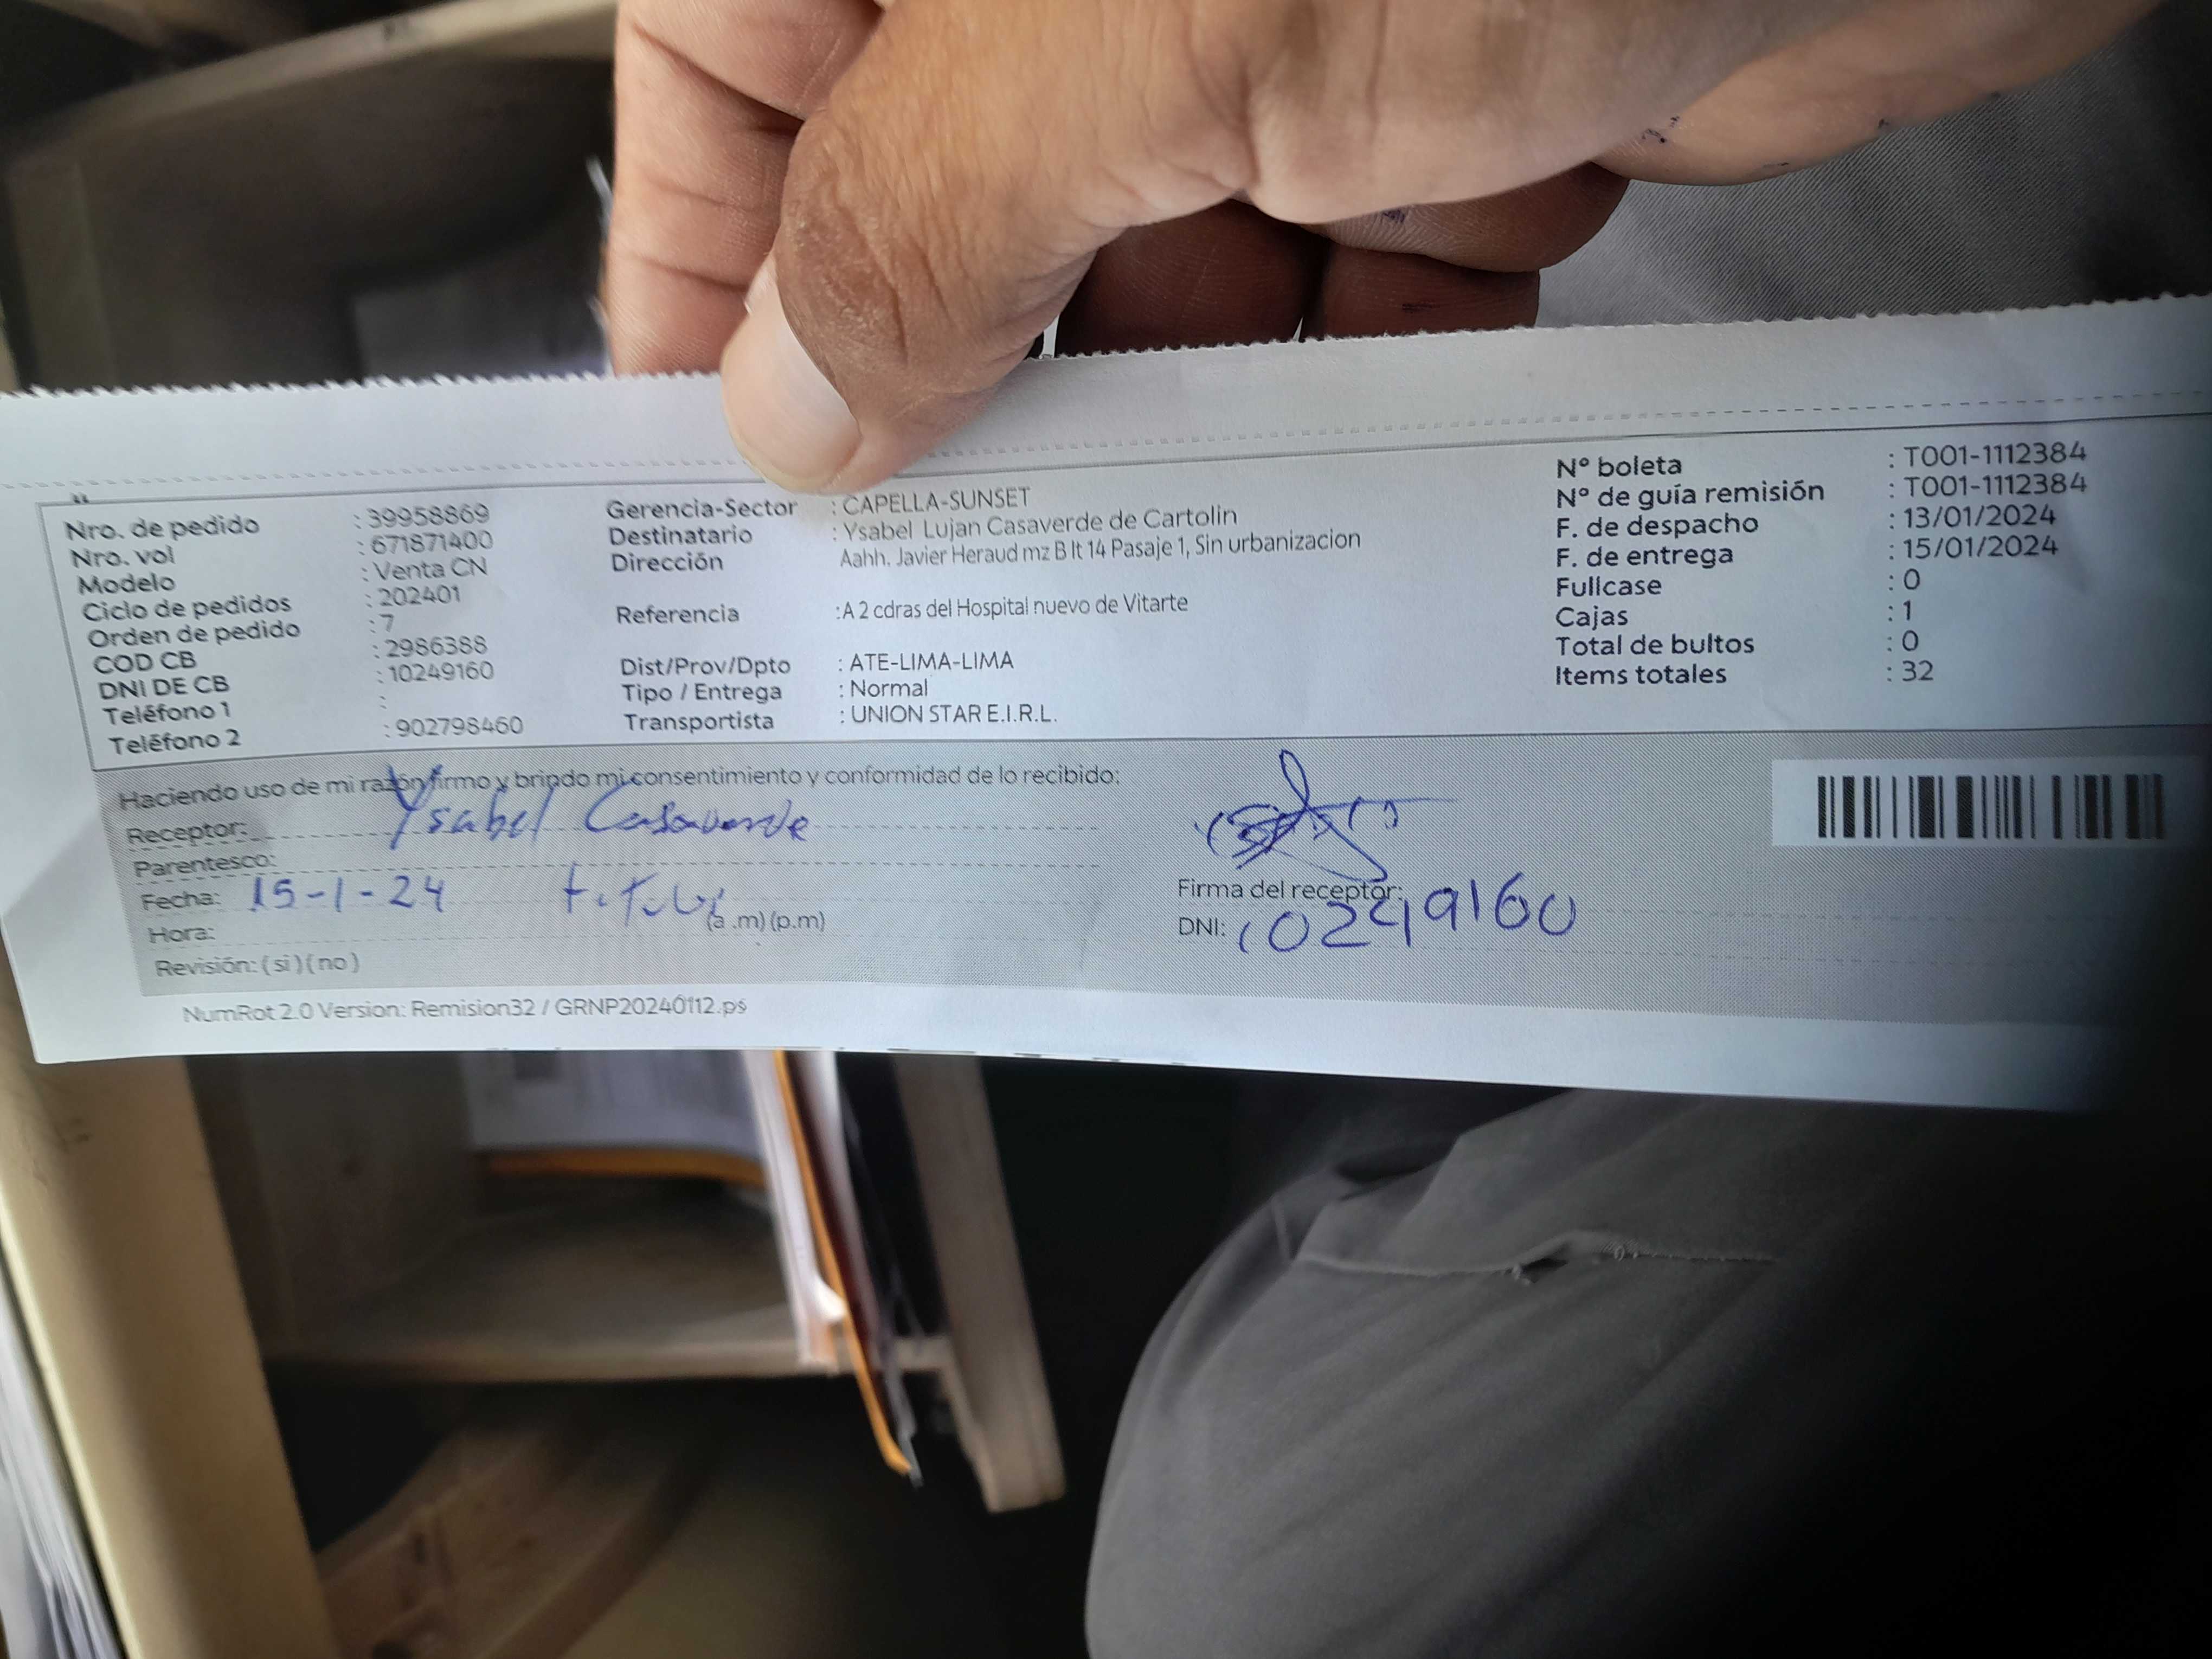 Nro. de pedido : 39958869
Nro. vol : 671871400
Modelo : Venta CN
Ciclo de pedidos : 202401
Orden de pedido : 7
COD CB : 2986388
DNI DE CB : 10249160
Teléfono 1 :
Teléfono 2 : 902798460
Gerencia-Sector : CAPELLA-SUNSET
Destinatario : Ysabel Lujan Casaverde de Cartolin
Dirección Aahh. Javier Heraud mz B lt 14 Pasaje 1, Sin urbanizacion
Referencia :A 2 cdras del Hospital nuevo de Vitarte
Dist/Prov/Dpto : ATE-LIMA-LIMA
Tipo / Entrega : Normal
Transportista : UNION STAR E.I.R.L.
Nº boleta : T001-1112384
Nº de guía remisión : T001-1112384
F. de despacho : 13/01/2024
F. de entrega : 15/01/2024
Fullcase : 0
Cajas : 1
Total de bultos : 0
Items totales : 32
Haciendo uso de mi razón firmo y brindo mi consentimiento y conformidad de lo recibido:
Receptor: Ysabel Casaverde
Parentesco:
Fecha: 15-1-24
Hora: (a .m) (p.m)
Revisión: ( si ) ( no )
Firma del receptor:
DNI: 10249160
NumRot 2.0 Version: Remision32 / GRNP20240112.ps